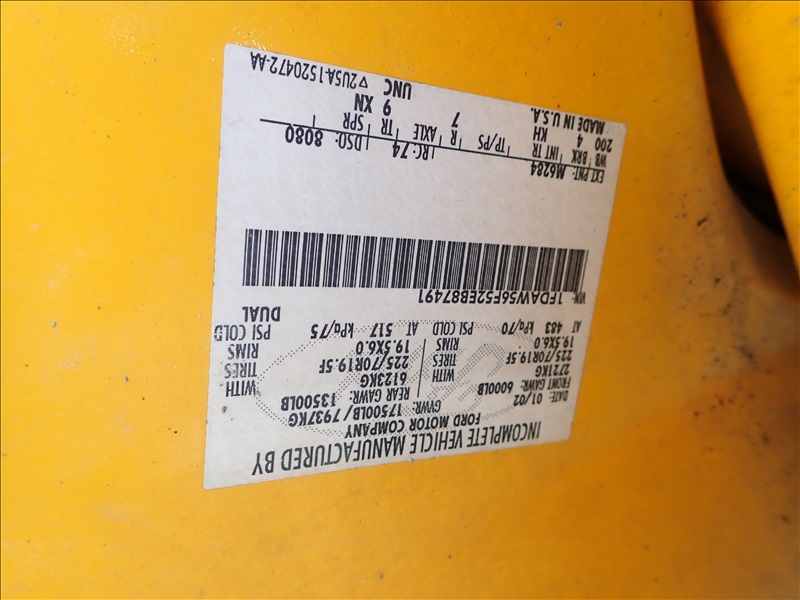 INCOMPLETE VEHICLE MANUFACTURED BY
FORD MOTOR COMPANY
DATE: 01/02 GVWR: 17500LB/7937KG
FRONT GAWR: 6000LB REAR GAWR: 13500LB
2721KG WITH 6123KG WITH
225/70R19.5F TIRES 225/70R19.5F TIRES
19.5X6.0 RIMS 19.5X6.0 RIMS
AT 483 kPa/70 PSI COLD AT 517 kPa/75 PSI COLD
DUAL
VIN: 1FDAW56F52EB87491
EXT PNT: M6284 RC: 74 DSO: 8080
WB BRK INT TR TP/PS R AXLE TR SPR
200 4 KH 7 9 XN
MADE IN U.S.A. UNC
▽2U5A1520472-AA